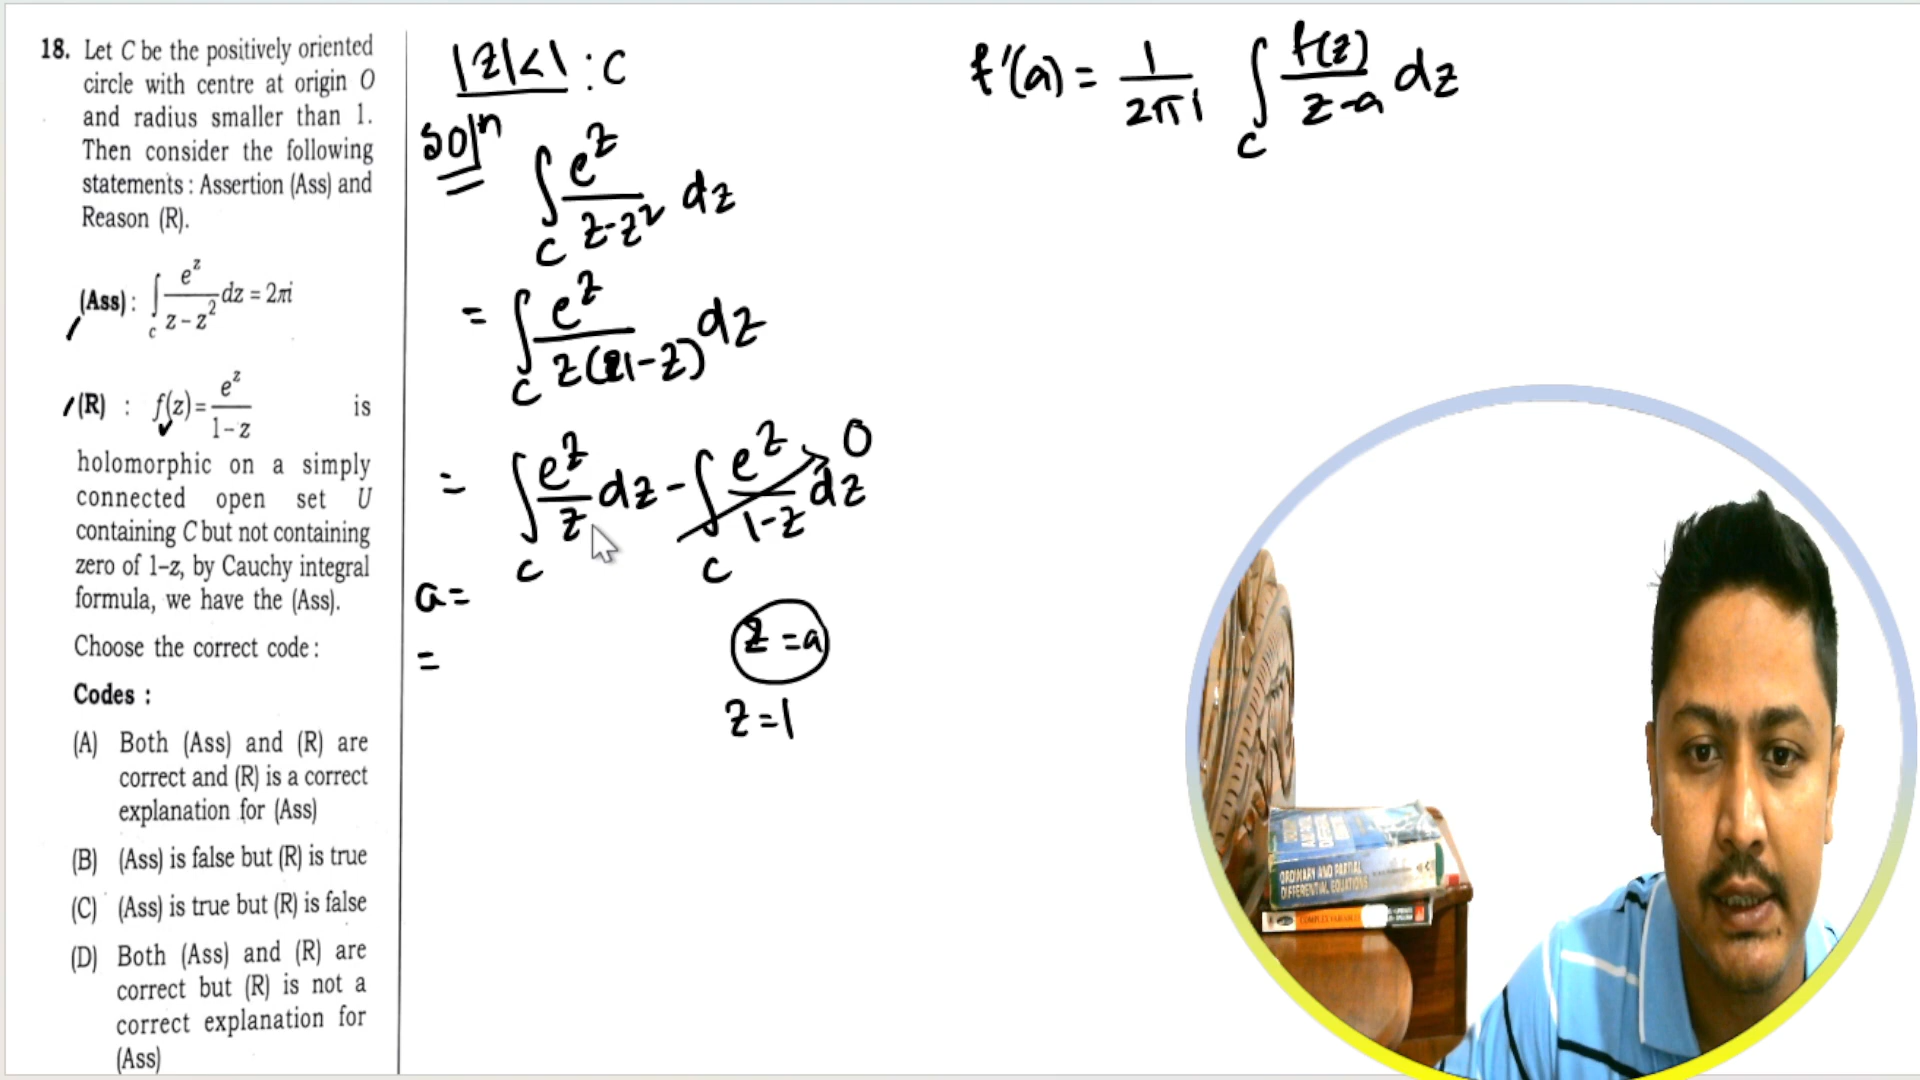 18. Let C be the positively oriented
circle with centre at origin O
and radius smaller than 1.
Then consider the following
statements : Assertion (Ass) and
Reason (R).
(Ass) : ∫_c e^z/(z – z^2) dz = 2πi
(R) : f(z) = e^z/(1 – z) is
holomorphic on a simply
connected open set U
containing C but not containing
zero of 1–z, by Cauchy integral
formula, we have the (Ass).
Choose the correct code :
Codes :
(A) Both (Ass) and (R) are
correct and (R) is a correct
explanation for (Ass)
(B) (Ass) is false but (R) is true
(C) (Ass) is true but (R) is false
(D) Both (Ass) and (R) are
correct but (R) is not a
correct explanation for
(Ass)
|z|<1 : C
Soln
∫_C e^z/(z-z^2) dz
= ∫_C e^z/(z(1-z)) dz
= ∫_C e^z/z dz - ∫_C e^z/(1-z) dz 0
a =
=
z = a
z = 1
f'(a) = 1/(2πi) ∫_C f(z)/(z-a) dz
ORDINARY AND PARTIAL
DIFFERENTIAL EQUATIONS
COMPLEX VARIABLES